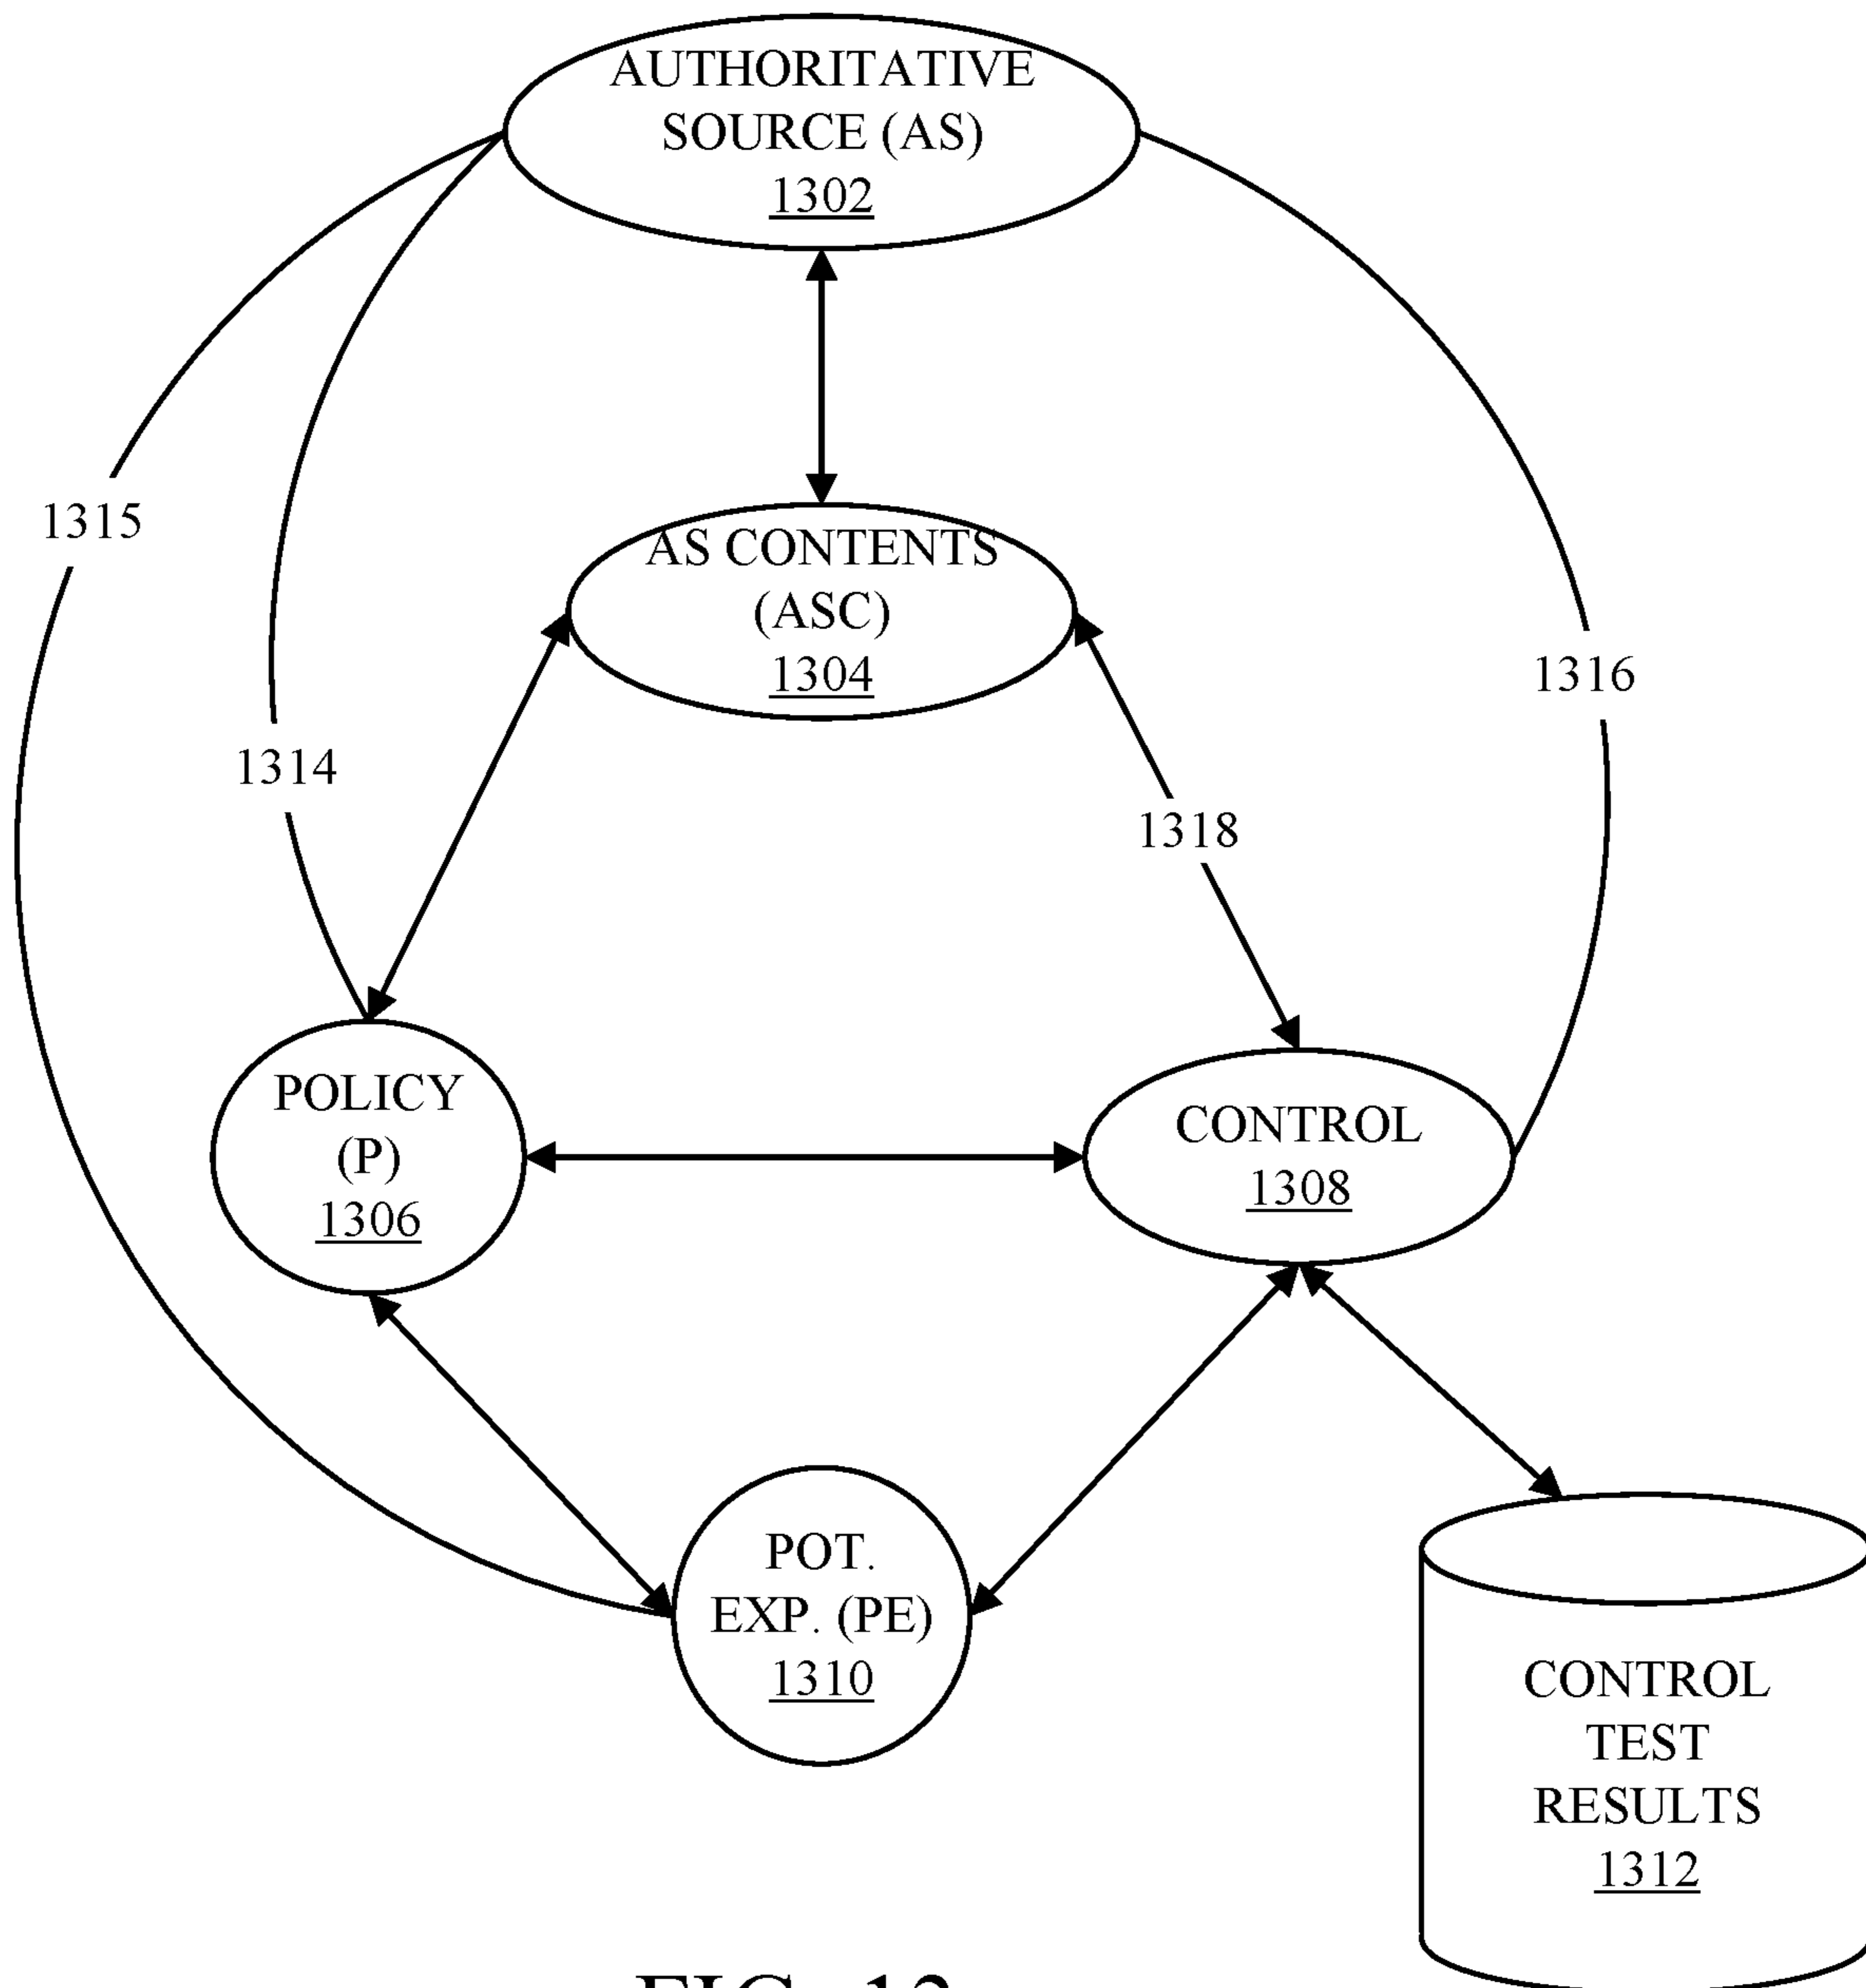 AUTHORITATIVE
SOURCE (AS)
1302
1315
AS CONTENTS
(ASC)
1304
1316
1314
1318
POLICY
(P)
1306
CONTROL
1308
POT.
EXP. (PE)
1310
CONTROL
TEST
RESULTS
1312